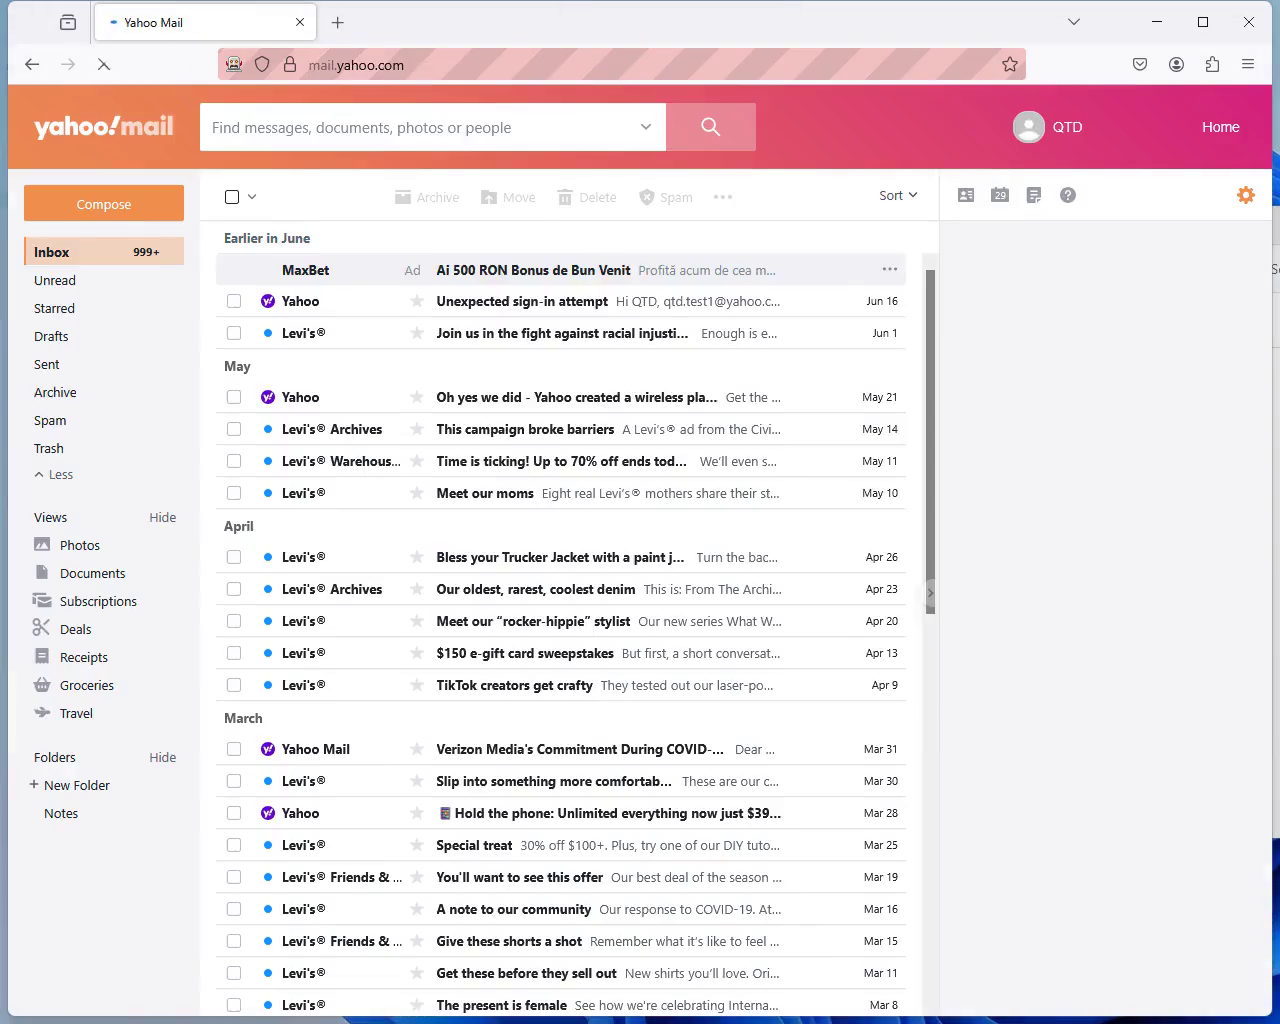 Yahoo Mail
mail.yahoo.com
yahoo!mail
Find messages, documents, photos or people
QTD
Home
Compose
Archive
Move
Delete
Spam
Sort
29
Inbox 999+
Unread
Starred
Drafts
Sent
Archive
Spam
Trash
Less
Views Hide
Photos
Documents
Subscriptions
Deals
Receipts
Groceries
Travel
Folders Hide
+ New Folder
Notes
Earlier in June
MaxBet Ad Ai 500 RON Bonus de Bun Venit Profită acum de cea m...
Yahoo Unexpected sign-in attempt Hi QTD, qtd.test1@yahoo.c... Jun 16
Levi's® Join us in the fight against racial injusti... Enough is e... Jun 1
May
Yahoo Oh yes we did - Yahoo created a wireless pla... Get the ... May 21
Levi's® Archives This campaign broke barriers A Levi's® ad from the Civi... May 14
Levi's® Warehous... Time is ticking! Up to 70% off ends tod... We'll even s... May 11
Levi's® Meet our moms Eight real Levi's® mothers share their st... May 10
April
Levi's® Bless your Trucker Jacket with a paint j... Turn the bac... Apr 26
Levi's® Archives Our oldest, rarest, coolest denim This is: From The Archi... Apr 23
Levi's® Meet our “rocker-hippie” stylist Our new series What W... Apr 20
Levi's® $150 e-gift card sweepstakes But first, a short conversat... Apr 13
Levi's® TikTok creators get crafty They tested out our laser-po... Apr 9
March
Yahoo Mail Verizon Media's Commitment During COVID-... Dear ... Mar 31
Levi's® Slip into something more comfortab... These are our c... Mar 30
Yahoo Hold the phone: Unlimited everything now just $39... Mar 28
Levi's® Special treat 30% off $100+. Plus, try one of our DIY tuto... Mar 25
Levi's® Friends & ... You'll want to see this offer Our best deal of the season ... Mar 19
Levi's® A note to our community Our response to COVID-19. At... Mar 16
Levi's® Friends & ... Give these shorts a shot Remember what it's like to feel ... Mar 15
Levi's® Get these before they sell out New shirts you'll love. Ori... Mar 11
Levi's® The present is female See how we're celebrating Interna... Mar 8